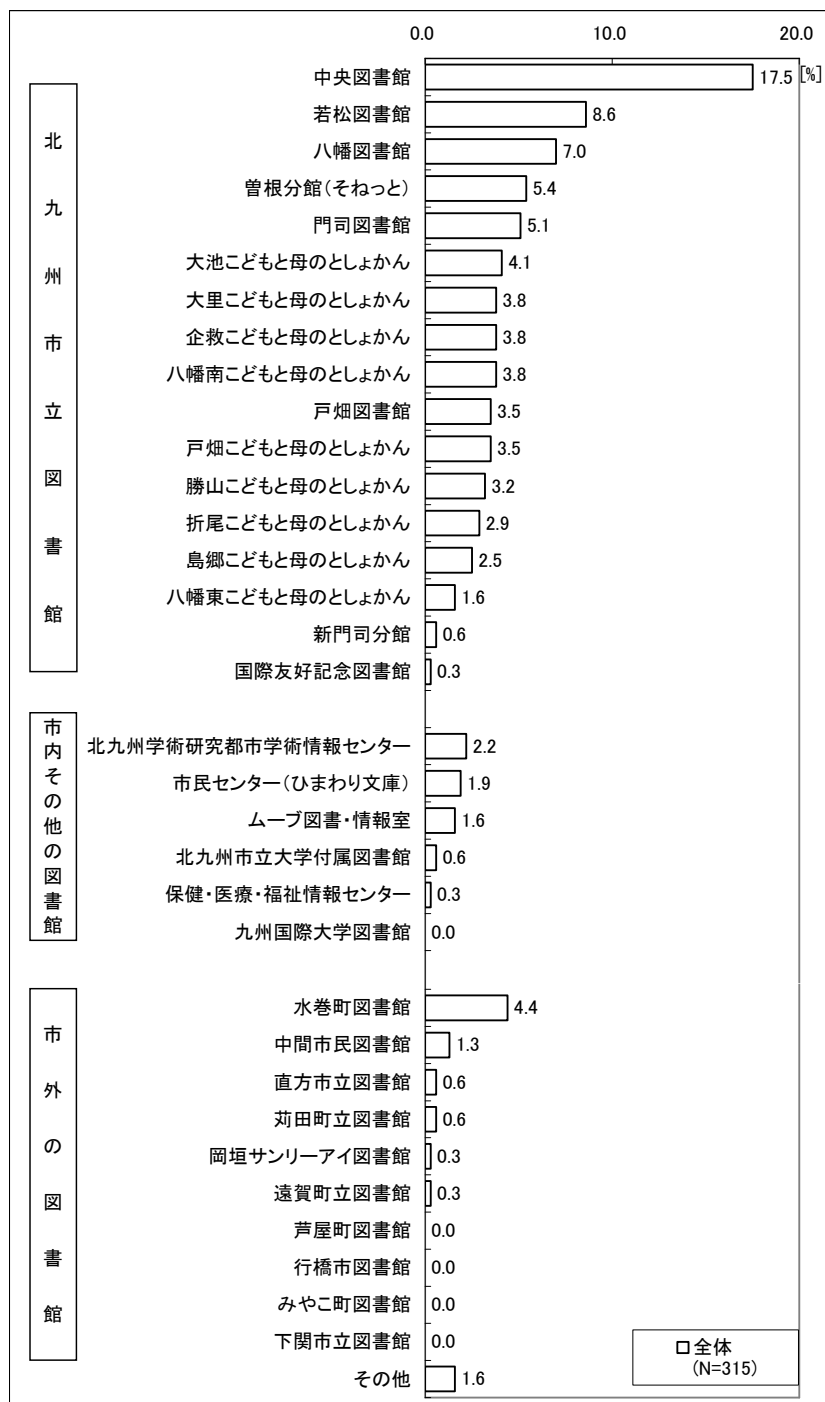 0.0 10.0 20.0
[%]
北九州市立図書館
中央図書館 17.5
若松図書館 8.6
八幡図書館 7.0
曽根分館(そねっと) 5.4
門司図書館 5.1
大池こどもと母のとしょかん 4.1
大里こどもと母のとしょかん 3.8
企救こどもと母のとしょかん 3.8
八幡南こどもと母のとしょかん 3.8
戸畑図書館 3.5
戸畑こどもと母のとしょかん 3.5
勝山こどもと母のとしょかん 3.2
折尾こどもと母のとしょかん 2.9
島郷こどもと母のとしょかん 2.5
八幡東こどもと母のとしょかん 1.6
新門司分館 0.6
国際友好記念図書館 0.3
市内その他の図書館
北九州学術研究都市学術情報センター 2.2
市民センター(ひまわり文庫) 1.9
ムーブ図書・情報室 1.6
北九州市立大学付属図書館 0.6
保健・医療・福祉情報センター 0.3
九州国際大学図書館 0.0
市外の図書館
水巻町図書館 4.4
中間市民図書館 1.3
直方市立図書館 0.6
苅田町立図書館 0.6
岡垣サンリーアイ図書館 0.3
遠賀町立図書館 0.3
芦屋町図書館 0.0
行橋市図書館 0.0
みやこ町図書館 0.0
下関市立図書館 0.0
その他 1.6
全体
(N=315)